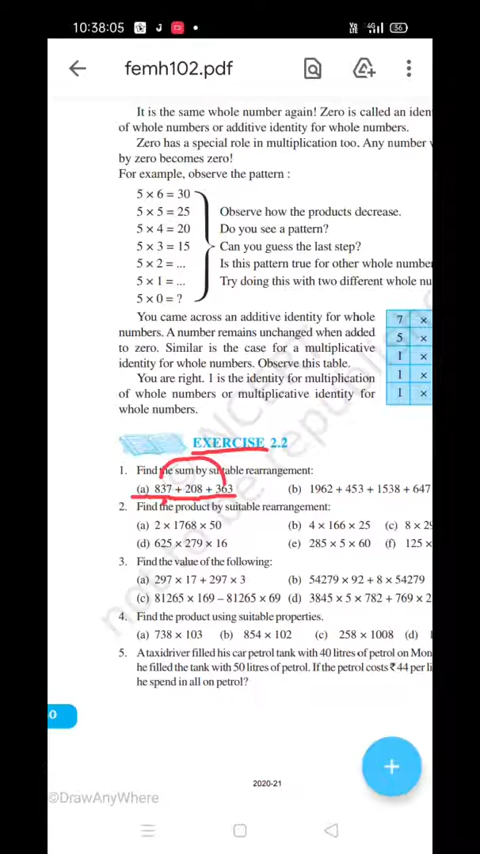 10:38:05 J Vo LTE 4G 36
femh102.pdf
It is the same whole number again! Zero is called an iden
of whole numbers or additive identity for whole numbers.
Zero has a special role in multiplication too. Any number
by zero becomes zero!
For example, observe the pattern :
5 × 6 = 30
5 × 5 = 25 Observe how the products decrease.
5 × 4 = 20 Do you see a pattern?
5 × 3 = 15 Can you guess the last step?
5 × 2 = ... Is this pattern true for other whole number
5 × 1 = ... Try doing this with two different whole nu
5 × 0 = ?
You came across an additive identity for whole
numbers. A number remains unchanged when added
to zero. Similar is the case for a multiplicative
identity for whole numbers. Observe this table.
You are right. 1 is the identity for multiplication
of whole numbers or multiplicative identity for
whole numbers.
7 ×
5 ×
1 ×
1 ×
1 ×
EXERCISE 2.2
1. Find the sum by suitable rearrangement:
(a) 837 + 208 + 363 (b) 1962 + 453 + 1538 + 647
2. Find the product by suitable rearrangement:
(a) 2 × 1768 × 50 (b) 4 × 166 × 25 (c) 8 × 29
(d) 625 × 279 × 16 (e) 285 × 5 × 60 (f) 125 ×
3. Find the value of the following:
(a) 297 × 17 + 297 × 3 (b) 54279 × 92 + 8 × 54279
(c) 81265 × 169 – 81265 × 69 (d) 3845 × 5 × 782 + 769 × 2
4. Find the product using suitable properties.
(a) 738 × 103 (b) 854 × 102 (c) 258 × 1008 (d)
5. A taxidriver filled his car petrol tank with 40 litres of petrol on Mon
he filled the tank with 50 litres of petrol. If the petrol costs ₹ 44 per li
he spend in all on petrol?
not to be republis
0
2020-21
©DrawAnyWhere